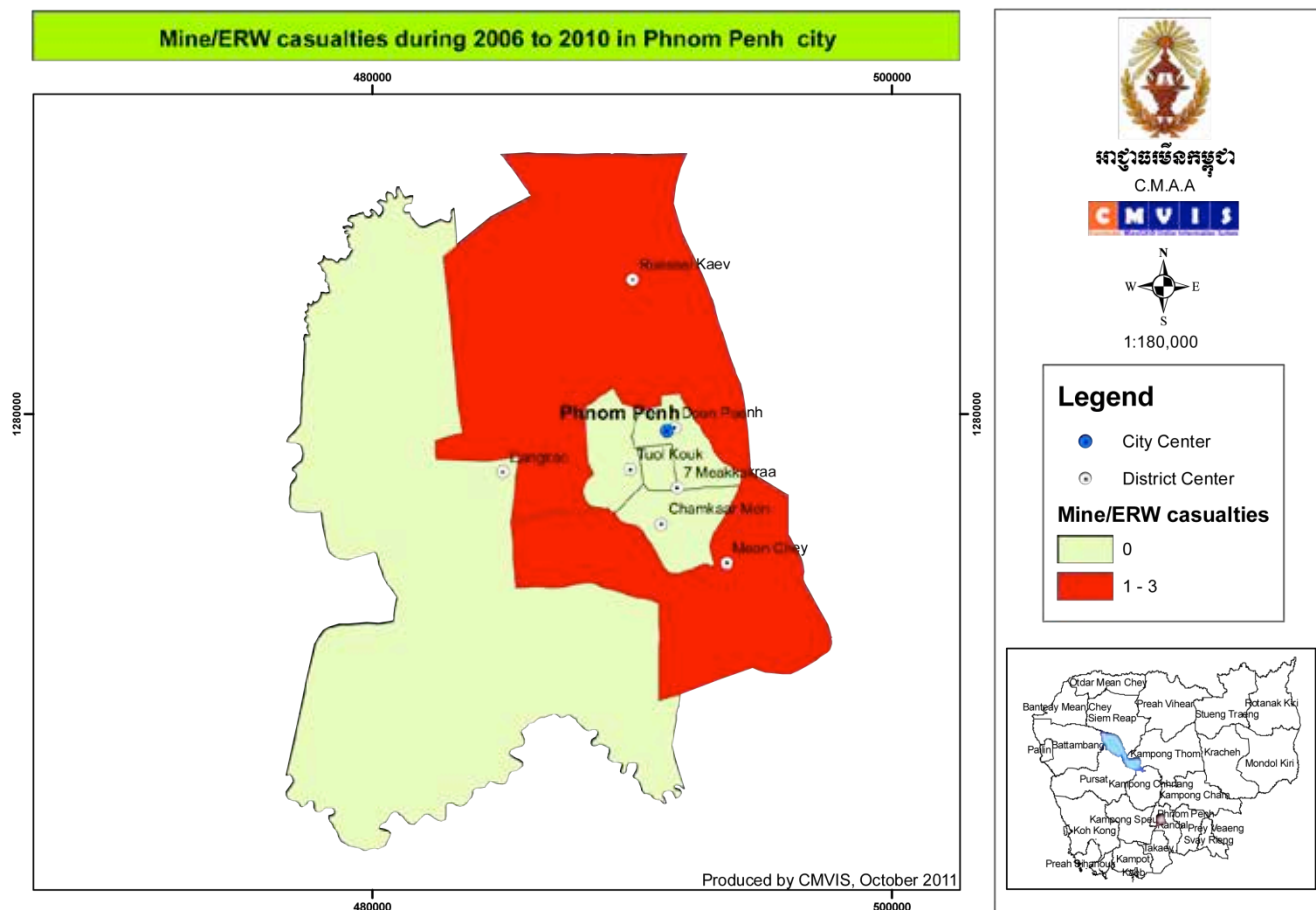 Mine/ERW casualties during 2006 to 2010 in Phnom Penh city
480000
500000
1280000
1280000
Kaev
Phnom Penh
Doun Paenh
Tuol Kouk
7 Meakkakraa
Chamkaar Mon
Mean Chey
Produced by CMVIS, October 2011
480000
500000
អាជ្ញាធរមីនកម្ពុជា
C.M.A.A
C M V I S
N
W
E
S
1:180,000
Legend
City Center
District Center
Mine/ERW casualties
0
1 - 3
Otdar Mean Chey
Banteay Mean Chey
Siem Reap
Preah Vihear
Stueng Traeng
Rotanak Kiri
Pailin
Battambang
Kampong Thom
Kracheh
Mondol Kiri
Pursat
Kampong Chhnang
Kampong Cham
Kampong Speu
Phnom Penh
Kandal
Prey Veaeng
Koh Kong
Svay Rieng
Takaev
Preah Sihanouk
Kampot